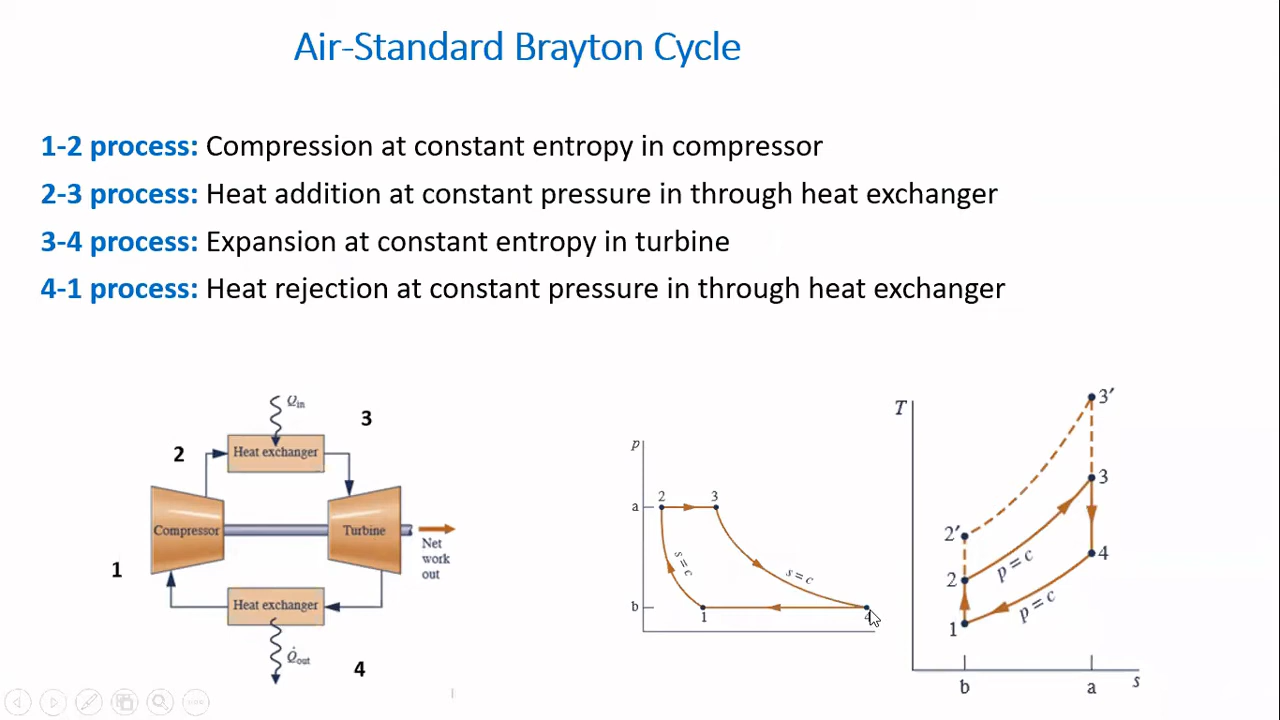 Air-Standard Brayton Cycle
1-2 process: Compression at constant entropy in compressor
2-3 process: Heat addition at constant pressure in through heat exchanger
3-4 process: Expansion at constant entropy in turbine
4-1 process: Heat rejection at constant pressure in through heat exchanger
Qin
3
2
Heat exchanger
Compressor
Turbine
Net
work
out
1
Heat exchanger
Q̇out
4
p
a
2
3
s = c
s = c
b
1
4
T
3′
3
2′
4
2
p = c
p = c
1
b
a
s